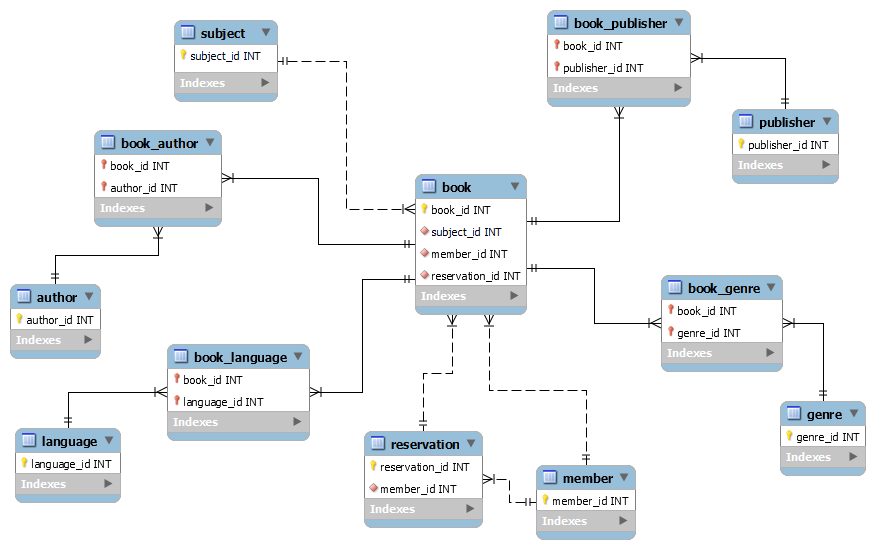 subject
subject_id INT
Indexes
book_publisher
book_id INT
publisher_id INT
Indexes
publisher
publisher_id INT
Indexes
book_author
book_id INT
author_id INT
Indexes
book
book_id INT
subject_id INT
member_id INT
reservation_id INT
Indexes
author
author_id INT
Indexes
book_genre
book_id INT
genre_id INT
Indexes
book_language
book_id INT
language_id INT
Indexes
genre
genre_id INT
Indexes
language
language_id INT
Indexes
reservation
reservation_id INT
member_id INT
Indexes
member
member_id INT
Indexes